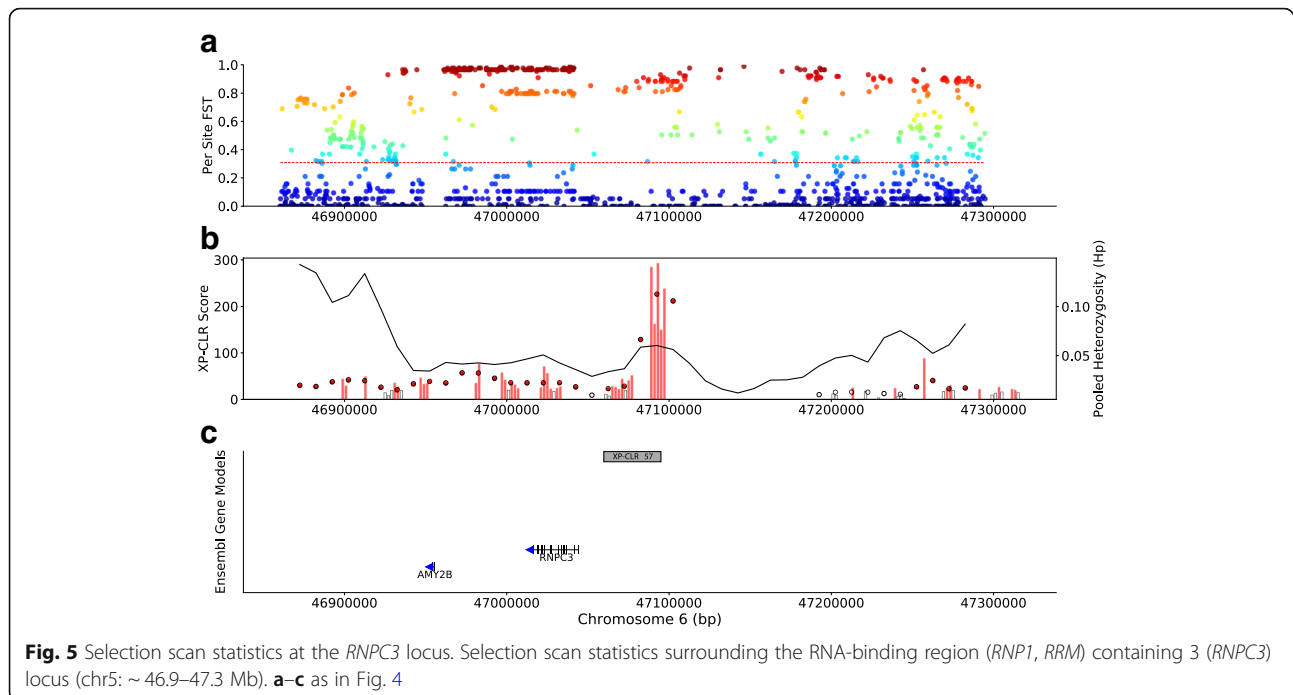 a
1.0
0.8
0.6
0.4
0.2
0.0
Per Site FST
46900000 47000000 47100000 47200000 47300000
b
300
200
100
0
XP-CLR Score
0.10
0.05
Pooled Heterozygosity (Hp)
46900000 47000000 47100000 47200000 47300000
c
Ensembl Gene Models
XP-CLR 57
RNPC3
AMY2B
46900000 47000000 47100000 47200000 47300000
Chromosome 6 (bp)
Fig. 5 Selection scan statistics at the RNPC3 locus. Selection scan statistics surrounding the RNA-binding region (RNP1, RRM) containing 3 (RNPC3)
locus (chr5: ~ 46.9–47.3 Mb). a–c as in Fig. 4